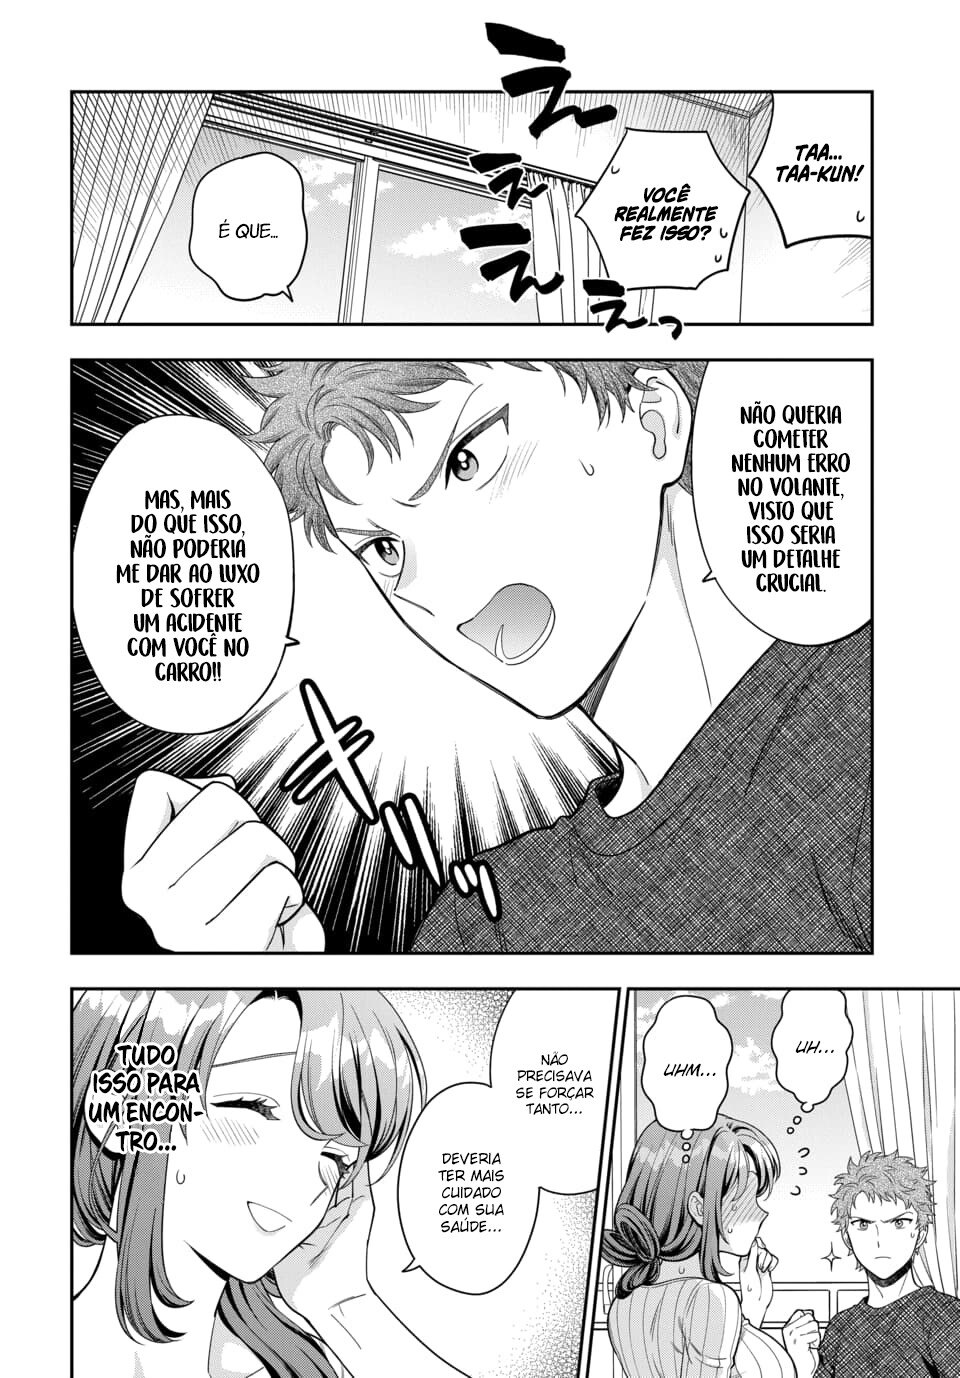 TAA...
TAA-KUN!
VOCÊ
REALMENTE
FEZ ISSO?
えええええっ
É QUE...
NÃO QUERIA
COMETER
NENHUM ERRO
NO VOLANTE,
VISTO QUE
ISSO SERIA
UM DETALHE
CRUCIAL.
MAS, MAIS
DO QUE ISSO,
NÃO PODERIA
ME DAR AO LUXO
DE SOFRER
UM ACIDENTE
COM VOCÊ NO
CARRO!!
UH...
UHM...
NÃO
PRECISAVA
SE FORÇAR
TANTO...
DEVERIA
TER MAIS
CUIDADO
COM SUA
SAÚDE...
TUDO
ISSO PARA
UM ENCON-
TRO...